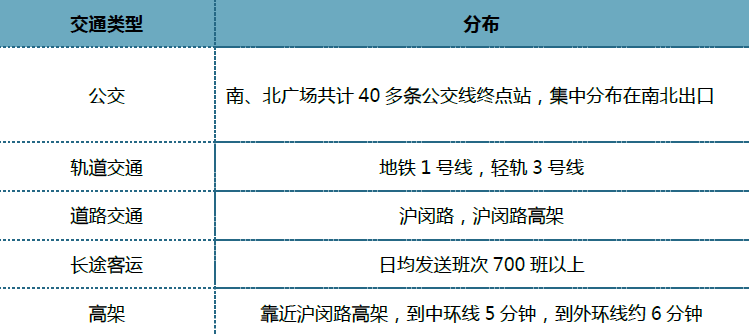 交通类型 分布
公交 南、北广场共计 40 多条公交线终点站，集中分布在南北出口
轨道交通 地铁 1 号线，轻轨 3 号线
道路交通 沪闵路，沪闵路高架
长途客运 日均发送班次 700 班以上
高架 靠近沪闵路高架，到中环线 5 分钟，到外环线约 6 分钟